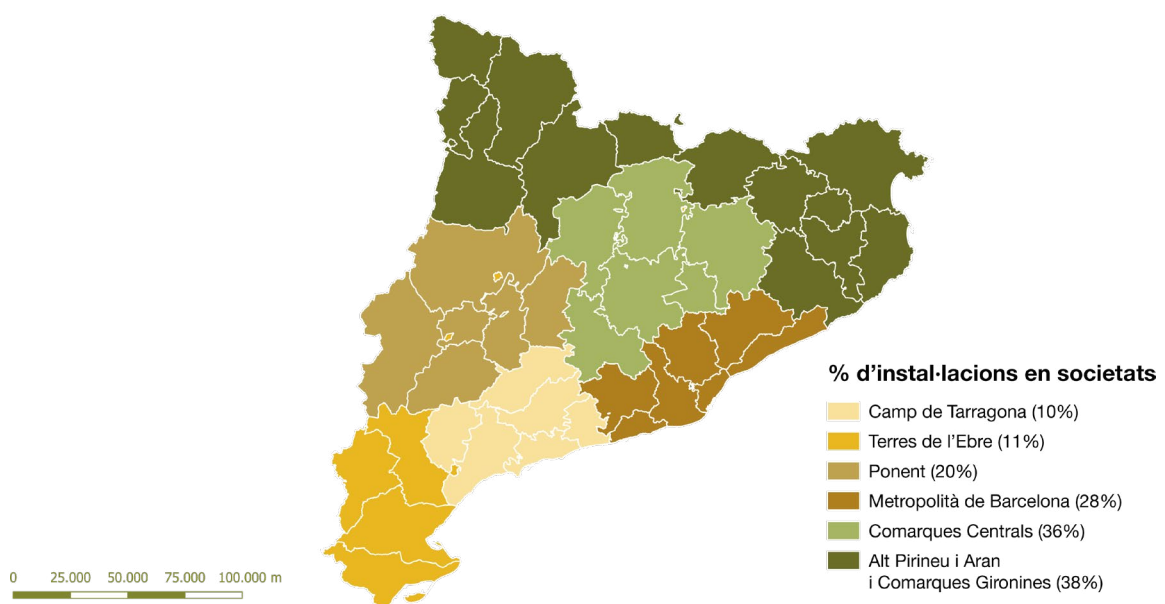 % d'instal·lacions en societats
Camp de Tarragona (10%)
Terres de l'Ebre (11%)
Ponent (20%)
Metropolità de Barcelona (28%)
Comarques Centrals (36%)
Alt Pirineu i Aran
i Comarques Gironines (38%)
0 25.000 50.000 75.000 100.000 m